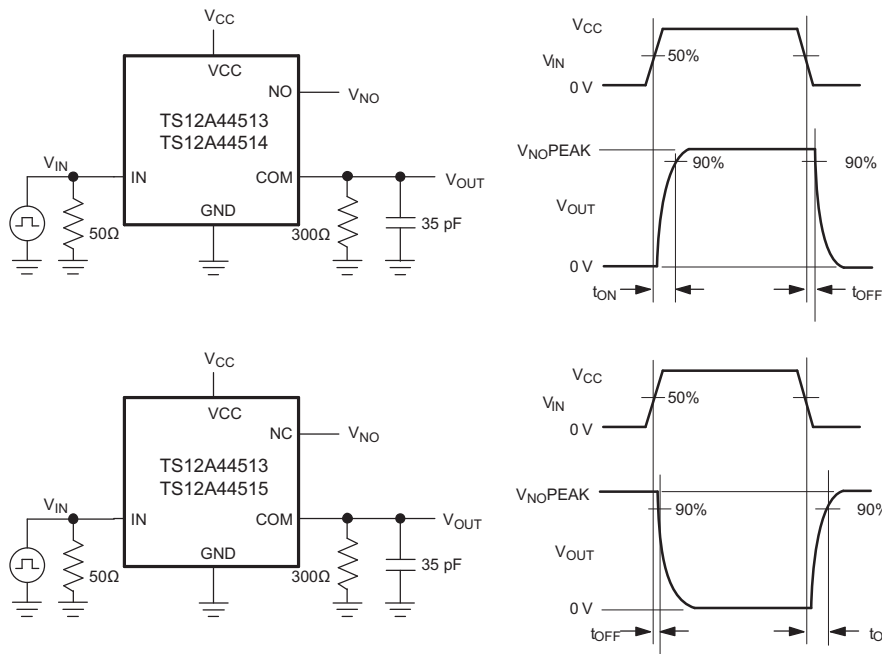 VCC
VCC
NO
VNO
TS12A44513
TS12A44514
VIN
IN
COM
VOUT
GND
50Ω
300Ω
35 pF
VCC
VIN
50%
0 V
VNOPEAK
90%
90%
VOUT
0 V
tON
tOFF
VCC
VCC
NC
VNO
TS12A44513
TS12A44515
VIN
IN
COM
VOUT
GND
50Ω
300Ω
35 pF
VCC
VIN
50%
0 V
VNOPEAK
90%
90%
VOUT
0 V
tOFF